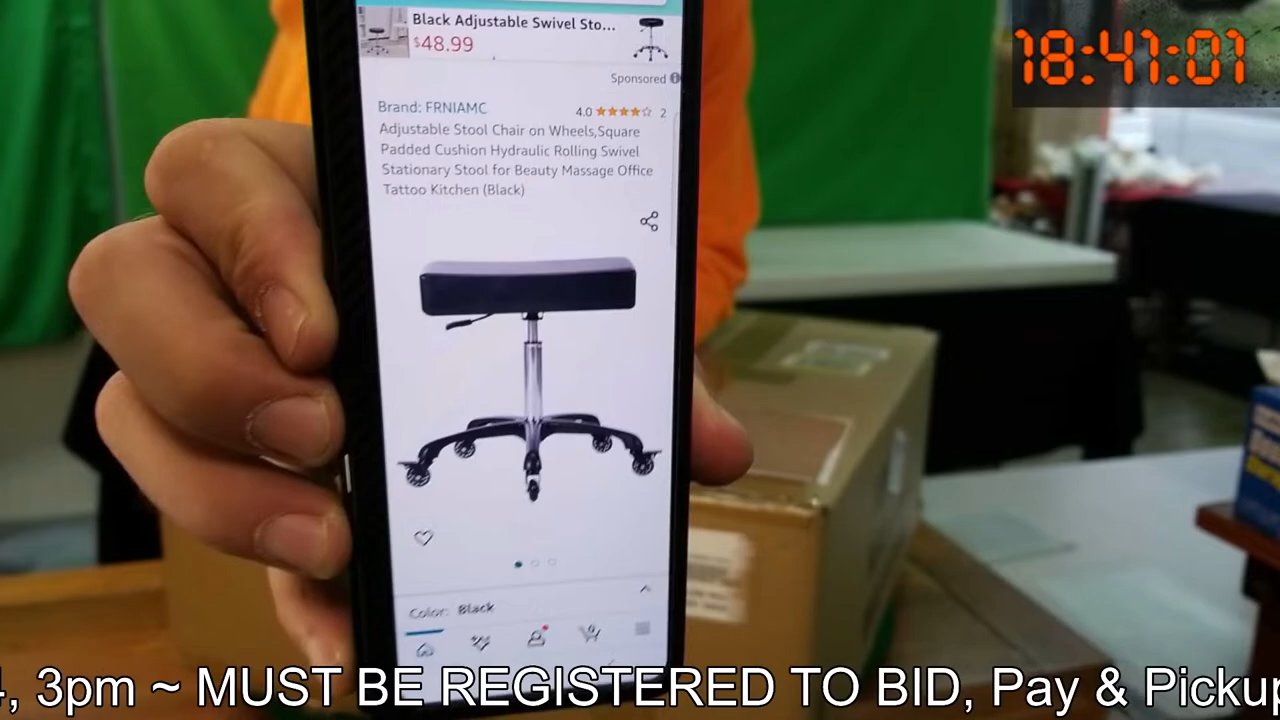 Black Adjustable Swivel Sto...
$48.99
Sponsored
18:41:01
Brand: FRNIAMC
4.0 2
Adjustable Stool Chair on Wheels,Square
Padded Cushion Hydraulic Rolling Swivel
Stationary Stool for Beauty Massage Office
Tattoo Kitchen (Black)
Color: Black
4, 3pm ~ MUST BE REGISTERED TO BID, Pay & Pickup